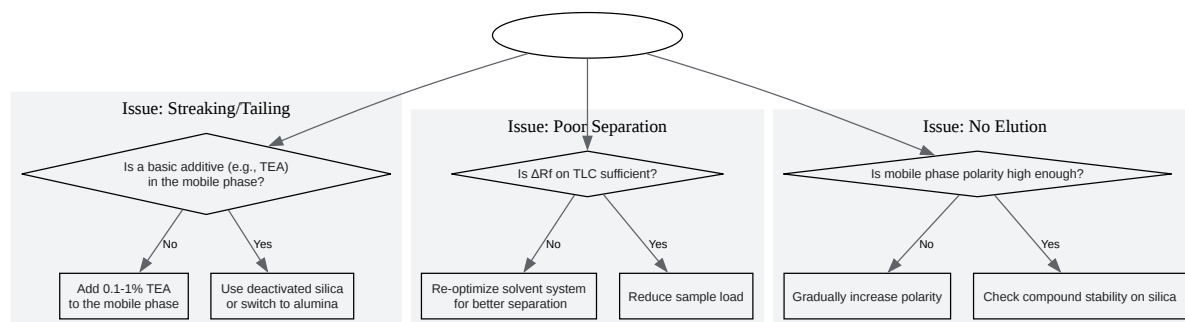 Issue: Streaking/Tailing
Is a basic additive (e.g., TEA)
in the mobile phase?
No
Yes
Add 0.1-1% TEA
to the mobile phase
Use deactivated silica
or switch to alumina
Issue: Poor Separation
Is ΔRf on TLC sufficient?
No
Yes
Re-optimize solvent system
for better separation
Reduce sample load
Issue: No Elution
Is mobile phase polarity high enough?
No
Yes
Gradually increase polarity
Check compound stability on silica